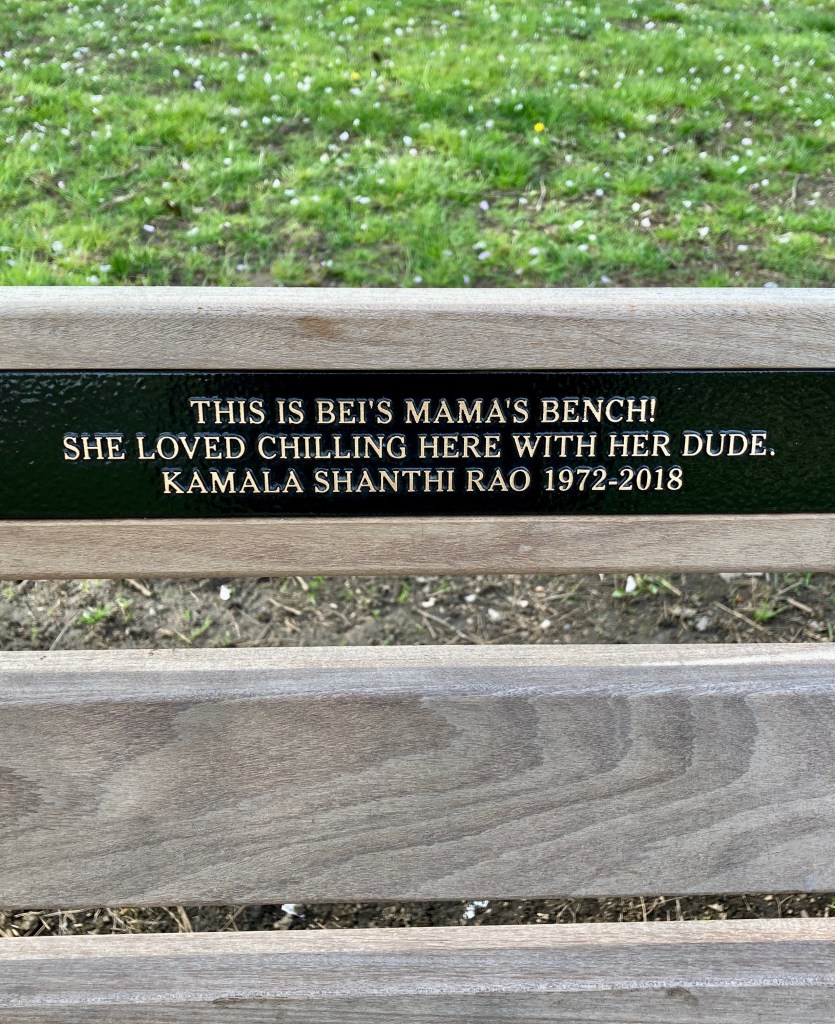 THIS IS BEI'S MAMA'S BENCH!
SHE LOVED CHILLING HERE WITH HER DUDE.
KAMALA SHANTHI RAO 1972-2018